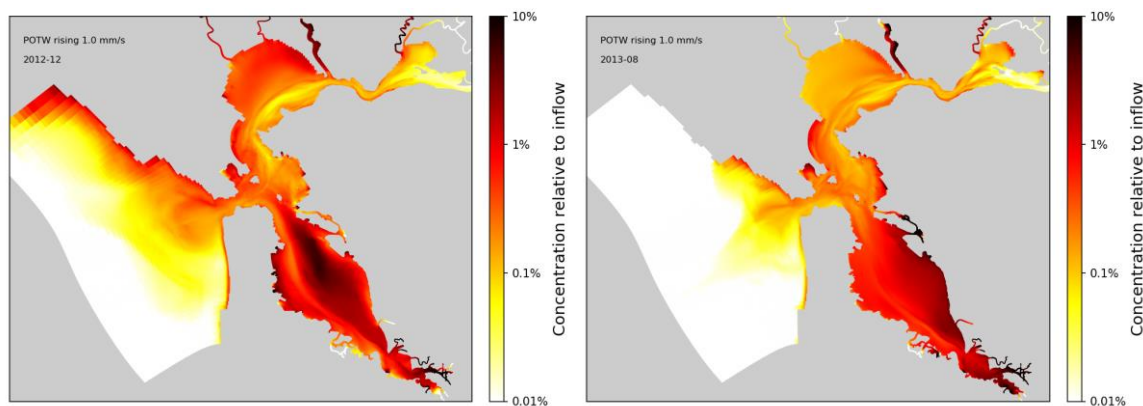 POTW rising 1.0 mm/s
2012-12
10%
1%
0.1%
0.01%
Concentration relative to inflow
POTW rising 1.0 mm/s
2013-08
10%
1%
0.1%
0.01%
Concentration relative to inflow